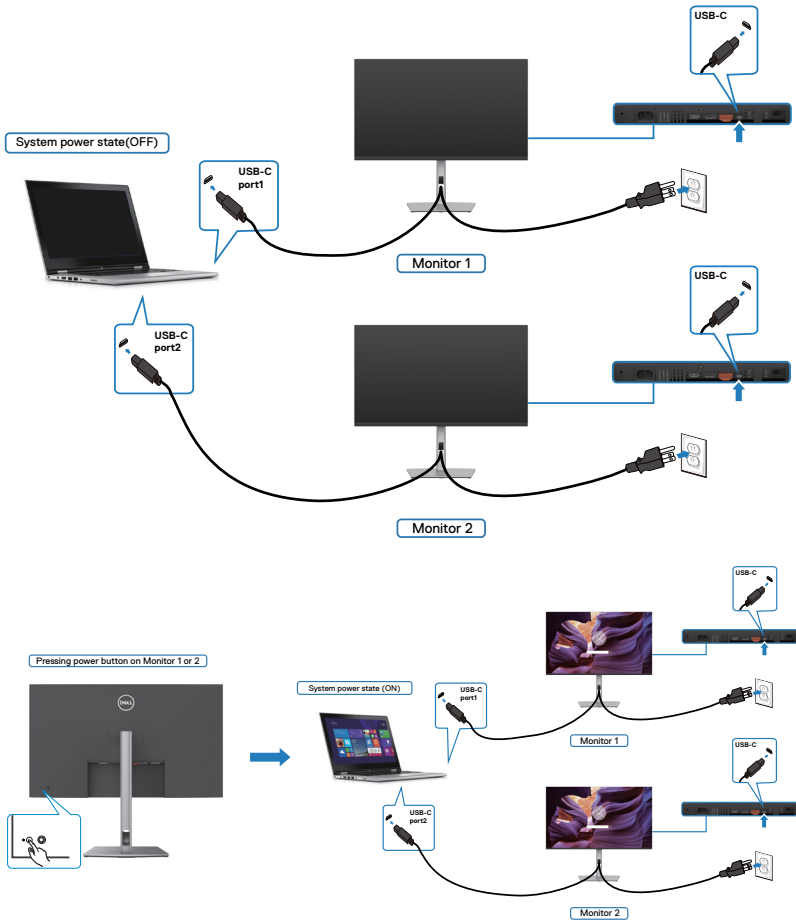 USB-C
System power state(OFF)
USB-C
port1
Monitor 1
USB-C
USB-C
port2
Monitor 2
USB-C
Pressing power button on Monitor 1 or 2
System power state (ON)
USB-C
port1
DELL
Monitor 1
USB-C
USB-C
port2
Monitor 2